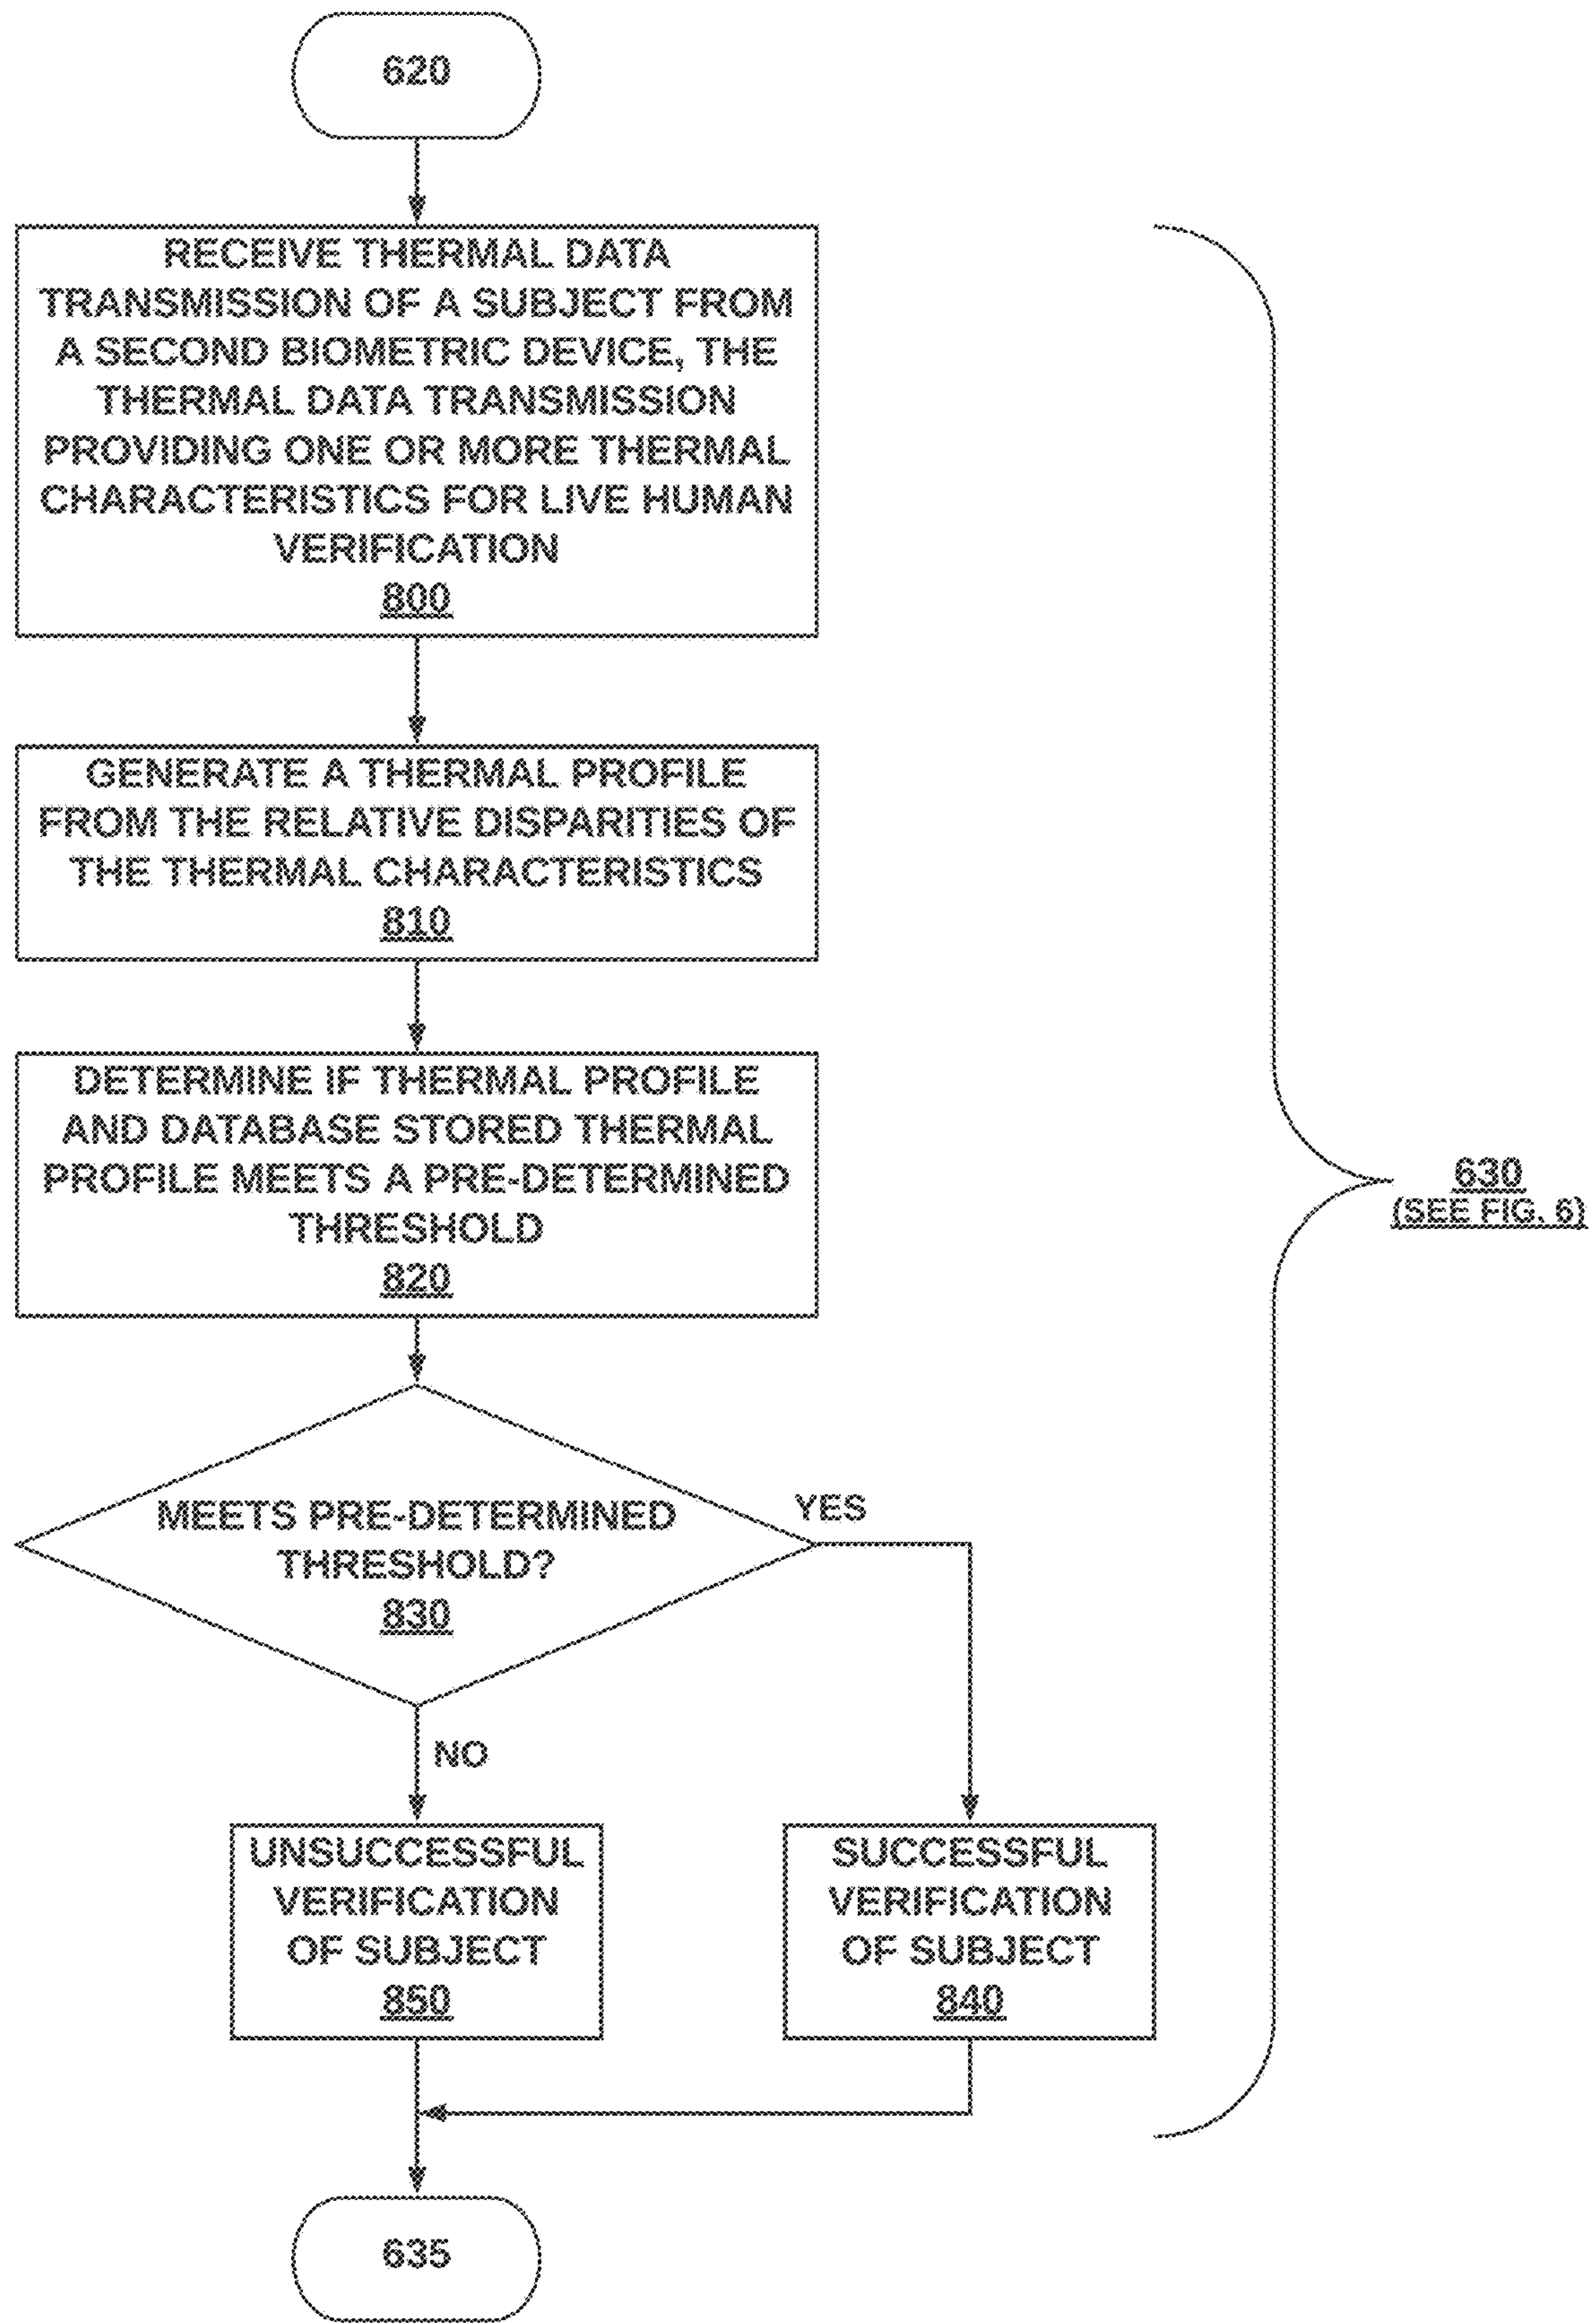 620
RECEIVE THERMAL DATA
TRANSMISSION OF A SUBJECT FROM
A SECOND BIOMETRIC DEVICE, THE
THERMAL DATA TRANSMISSION
PROVIDING ONE OR MORE THERMAL
CHARACTERISTICS FOR LIVE HUMAN
VERIFICATION
800
GENERATE A THERMAL PROFILE
FROM THE RELATIVE DISPARITIES OF
THE THERMAL CHARACTERISTICS
810
DETERMINE IF THERMAL PROFILE
AND DATABASE STORED THERMAL
PROFILE MEETS A PRE-DETERMINED
THRESHOLD
820
630
(SEE FIG. 6)
MEETS PRE-DETERMINED
THRESHOLD?
830
YES
NO
UNSUCCESSFUL
VERIFICATION
OF SUBJECT
850
SUCCESSFUL
VERIFICATION
OF SUBJECT
840
635